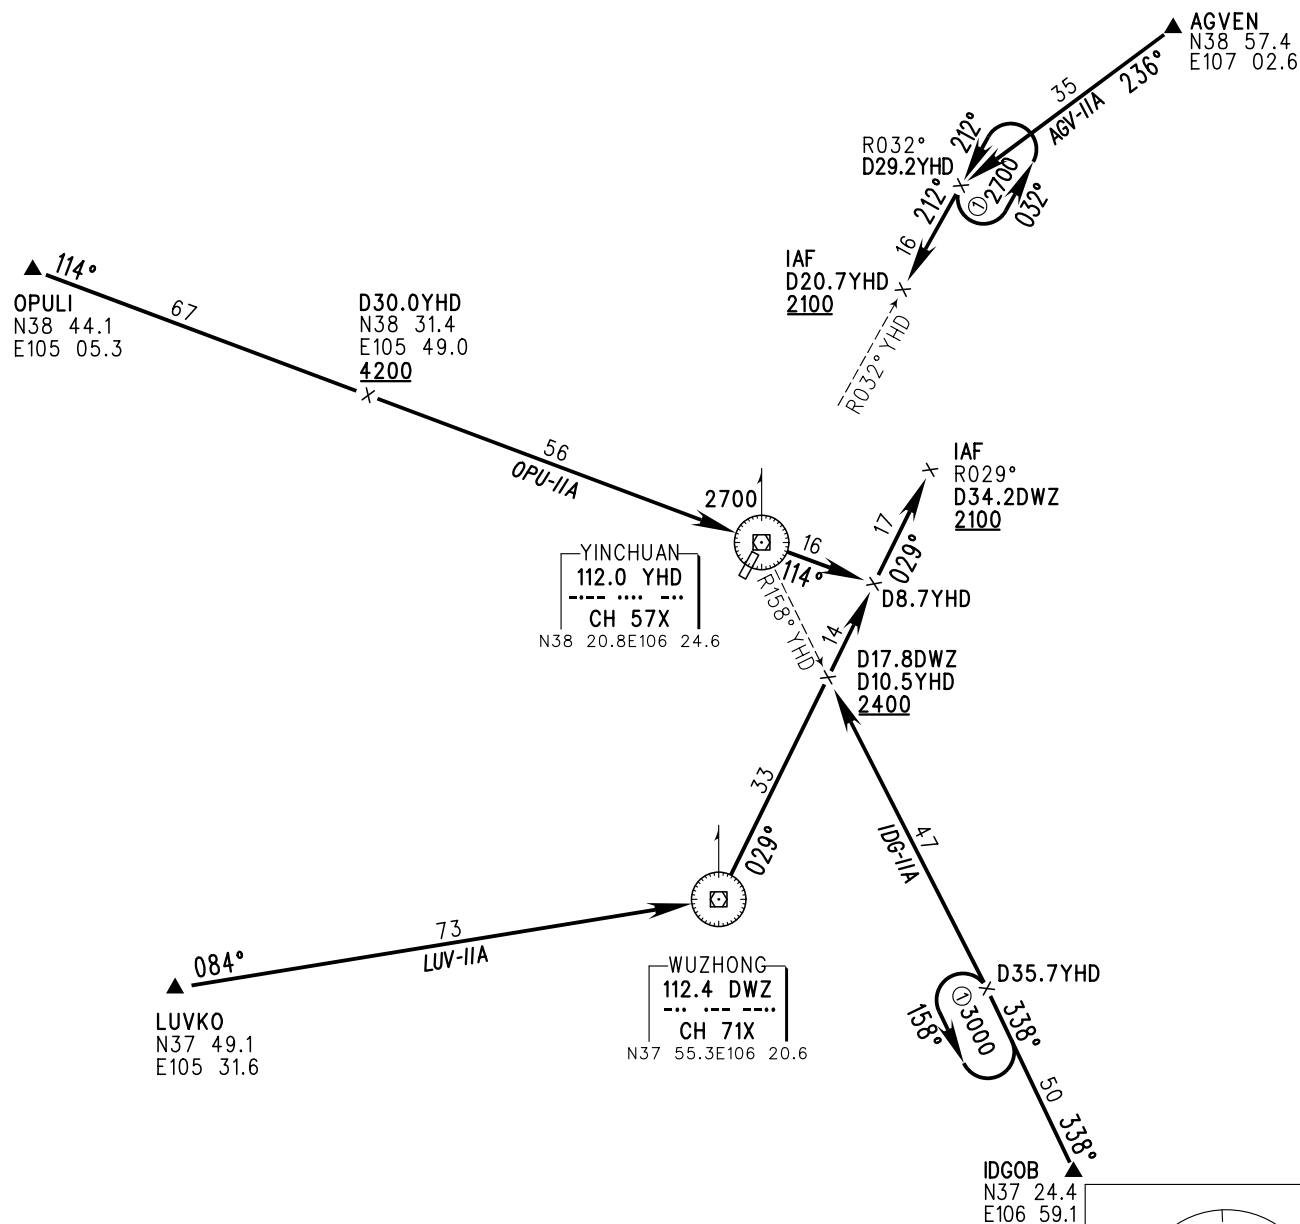 AGVEN
N38 57.4
E107 02.6
236°
35
AGV-11A
212°
R032°
D29.2YHD
① 2700
032°
212°
16
IAF
D20.7YHD
2100
R032° YHD
114°
OPULI
N38 44.1
E105 05.3
67
D30.0YHD
N38 31.4
E105 49.0
4200
56
OPU-11A
IAF
R029°
D34.2DWZ
2100
2700
17
029°
16
114°
YINCHUAN
112.0 YHD
-.-- .... -..
CH 57X
N38 20.8E106 24.6
D8.7YHD
R158° YHD
14
D17.8DWZ
D10.5YHD
2400
33
029°
47
IDG-11A
73
LUV-11A
084°
LUVKO
N37 49.1
E105 31.6
WUZHONG
112.4 DWZ
-.. .-- --..
CH 71X
N37 55.3E106 20.6
D35.7YHD
① 3000
158°
338°
50
338°
IDGOB
N37 24.4
E106 59.1